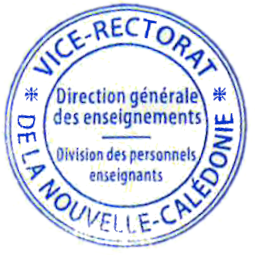 VICE-RECTORAT
DE LA NOUVELLE-CALÉDONIE
Direction générale
des enseignements
Division des personnels
enseignants